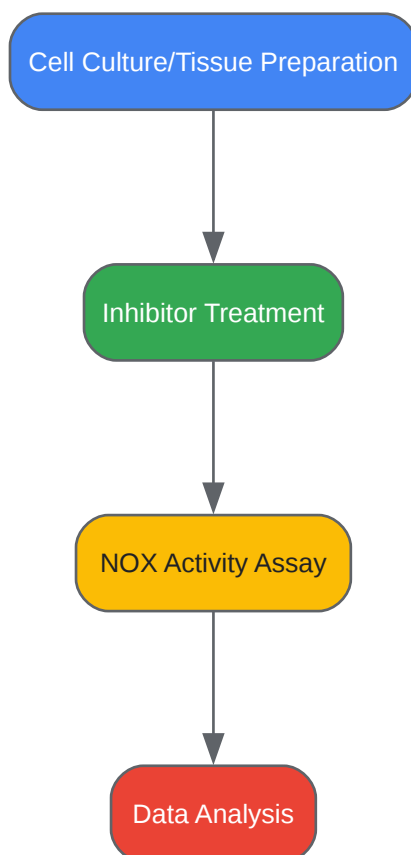 Cell Culture/Tissue Preparation
Inhibitor Treatment
NOX Activity Assay
Data Analysis